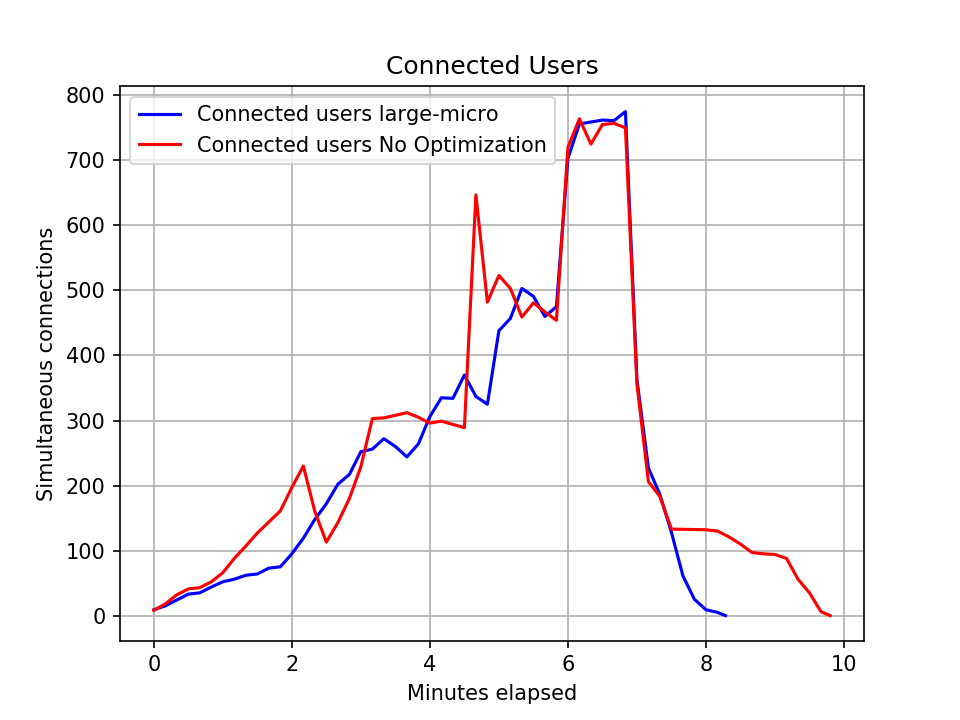 Connected Users
Connected users large-micro
Connected users No Optimization
Simultaneous connections
800
700
600
500
400
300
200
100
0
0 2 4 6 8 10
Minutes elapsed